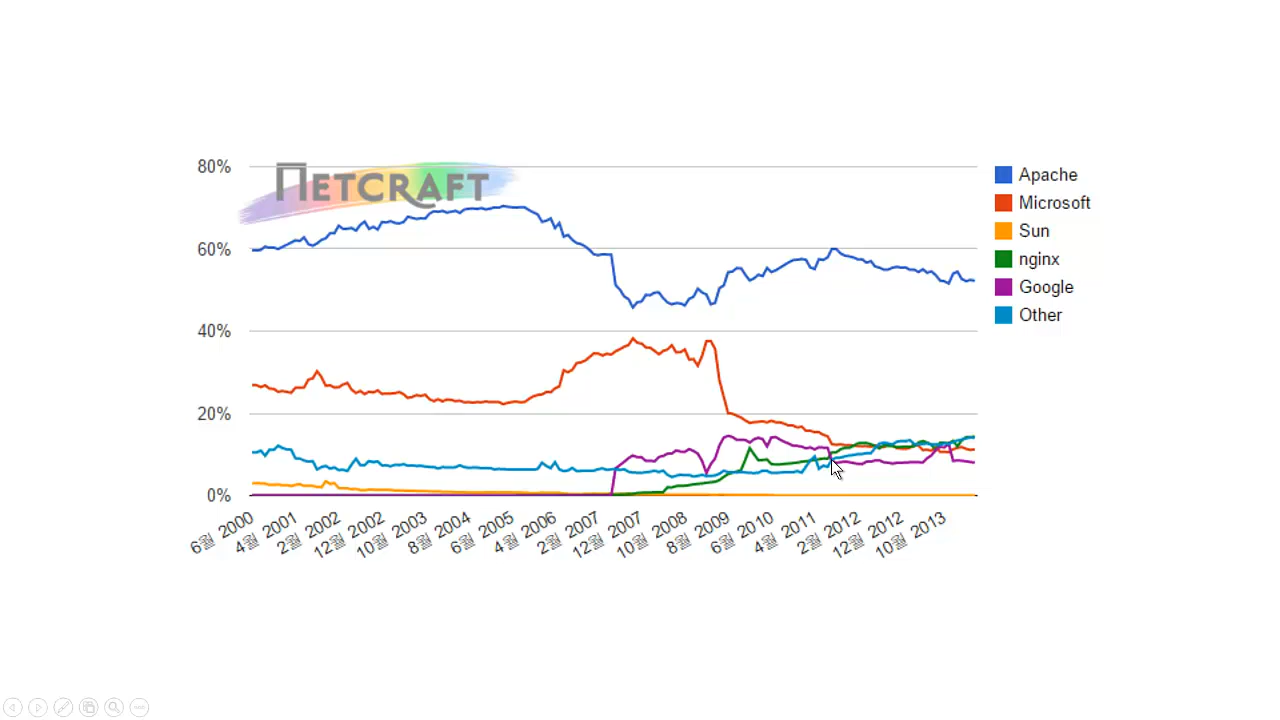 NETCRAFT
80%
60%
40%
20%
0%
6월 2000
4월 2001
2월 2002
12월 2002
10월 2003
8월 2004
6월 2005
4월 2006
2월 2007
12월 2007
10월 2008
8월 2009
6월 2010
4월 2011
2월 2012
12월 2012
10월 2013
Apache
Microsoft
Sun
nginx
Google
Other